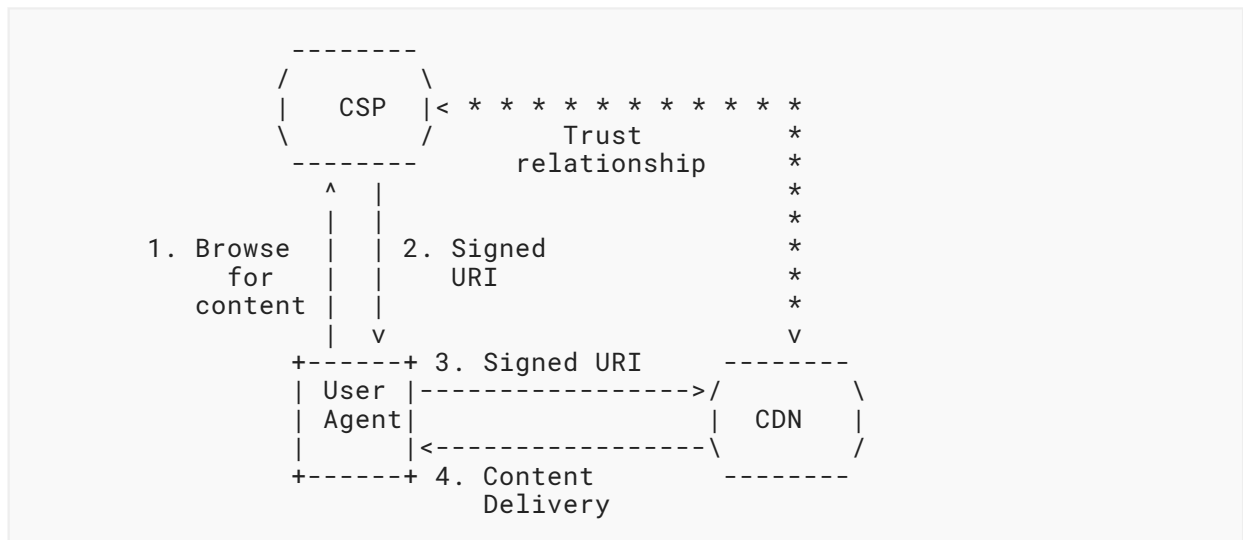 CSP
Trust
relationship
1. Browse
for
content
2. Signed
URI
3. Signed URI
User
Agent
CDN
4. Content
Delivery